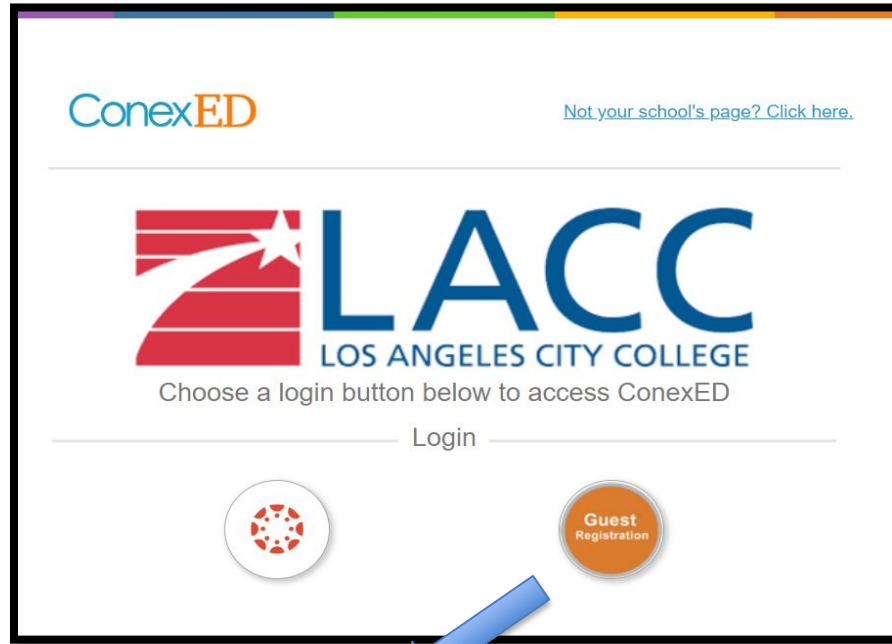 ConexED
Not your school's page? Click here.
LACC
LOS ANGELES CITY COLLEGE
Choose a login button below to access ConexED
Login
Guest
Registration